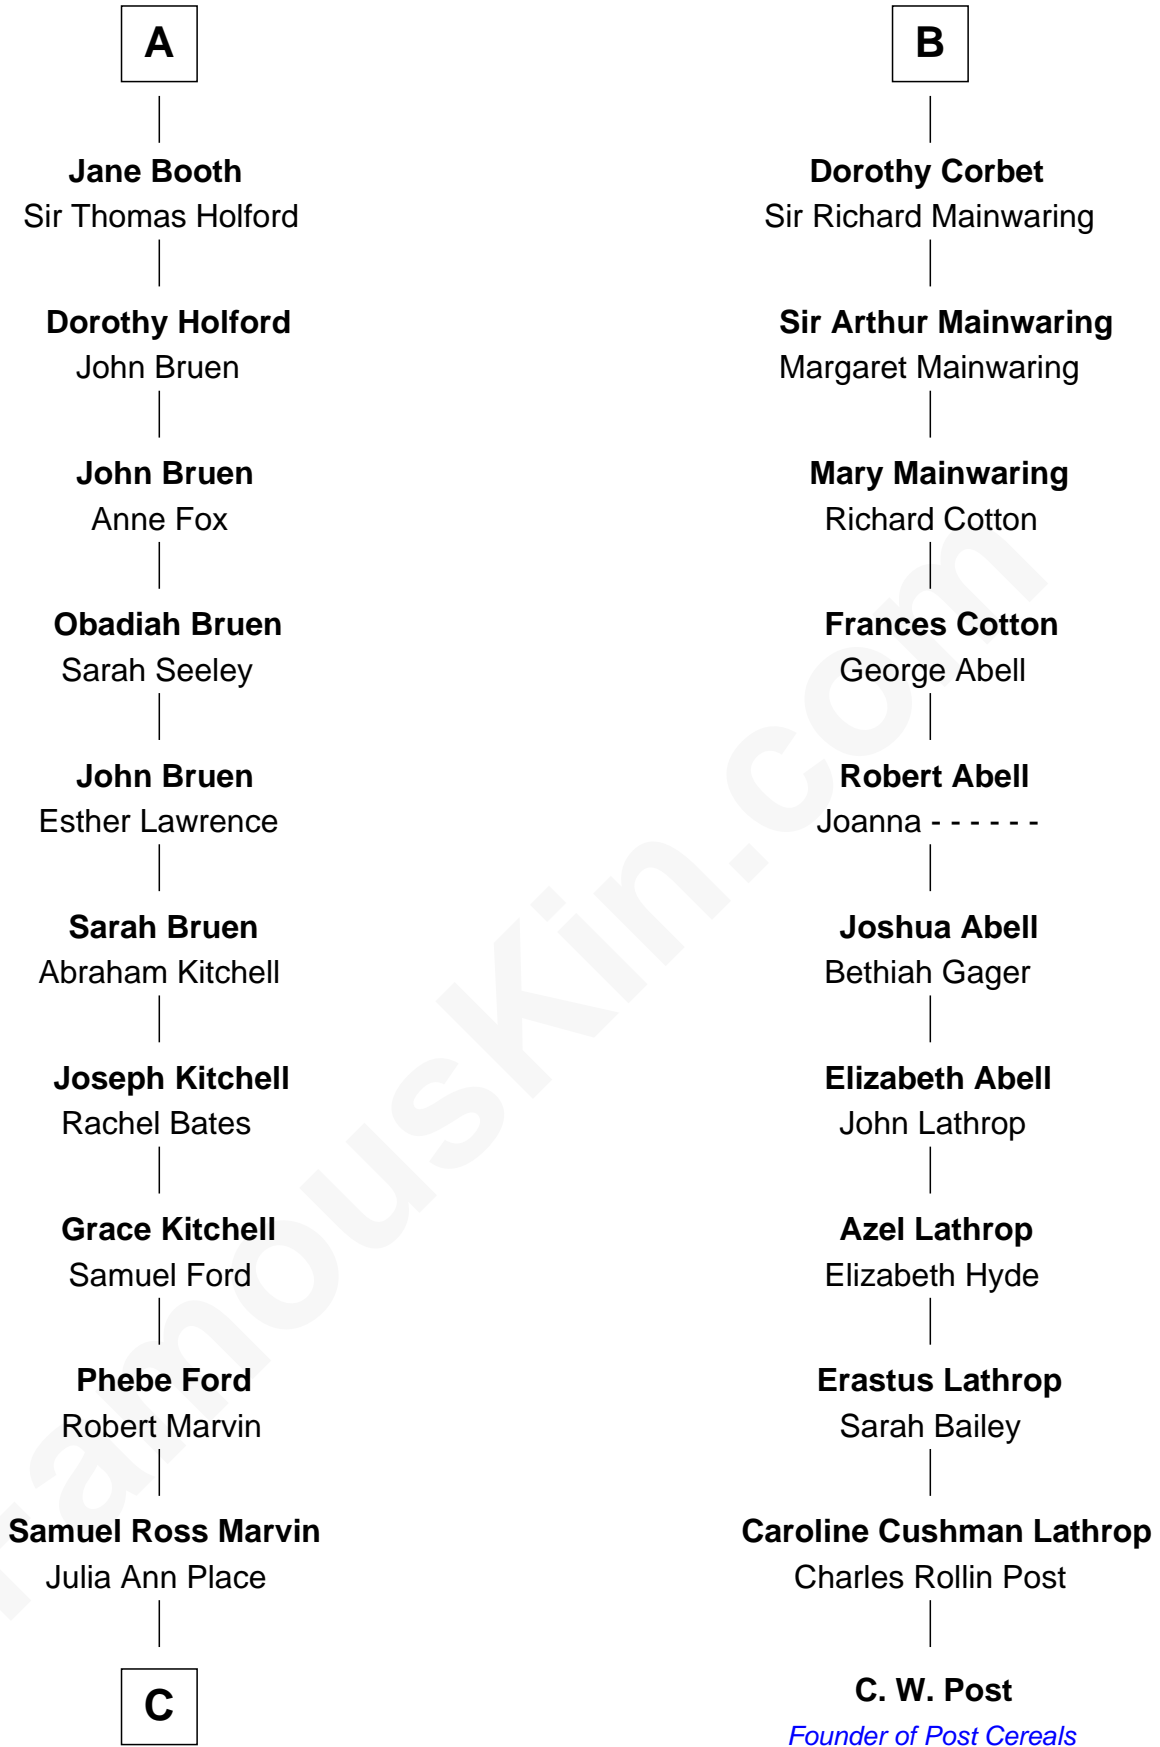 A
Jane Booth
Sir Thomas Holford
Dorothy Holford
John Bruen
John Bruen
Anne Fox
Obadiah Bruen
Sarah Seeley
John Bruen
Esther Lawrence
Sarah Bruen
Abraham Kitchell
Joseph Kitchell
Rachel Bates
Grace Kitchell
Samuel Ford
Phebe Ford
Robert Marvin
Samuel Ross Marvin
Julia Ann Place
C
B
Dorothy Corbet
Sir Richard Mainwaring
Sir Arthur Mainwaring
Margaret Mainwaring
Mary Mainwaring
Richard Cotton
Frances Cotton
George Abell
Robert Abell
Joanna - - - - - -
Joshua Abell
Bethiah Gager
Elizabeth Abell
John Lathrop
Azel Lathrop
Elizabeth Hyde
Erastus Lathrop
Sarah Bailey
Caroline Cushman Lathrop
Charles Rollin Post
C. W. Post
Founder of Post Cereals
FamousKin.com